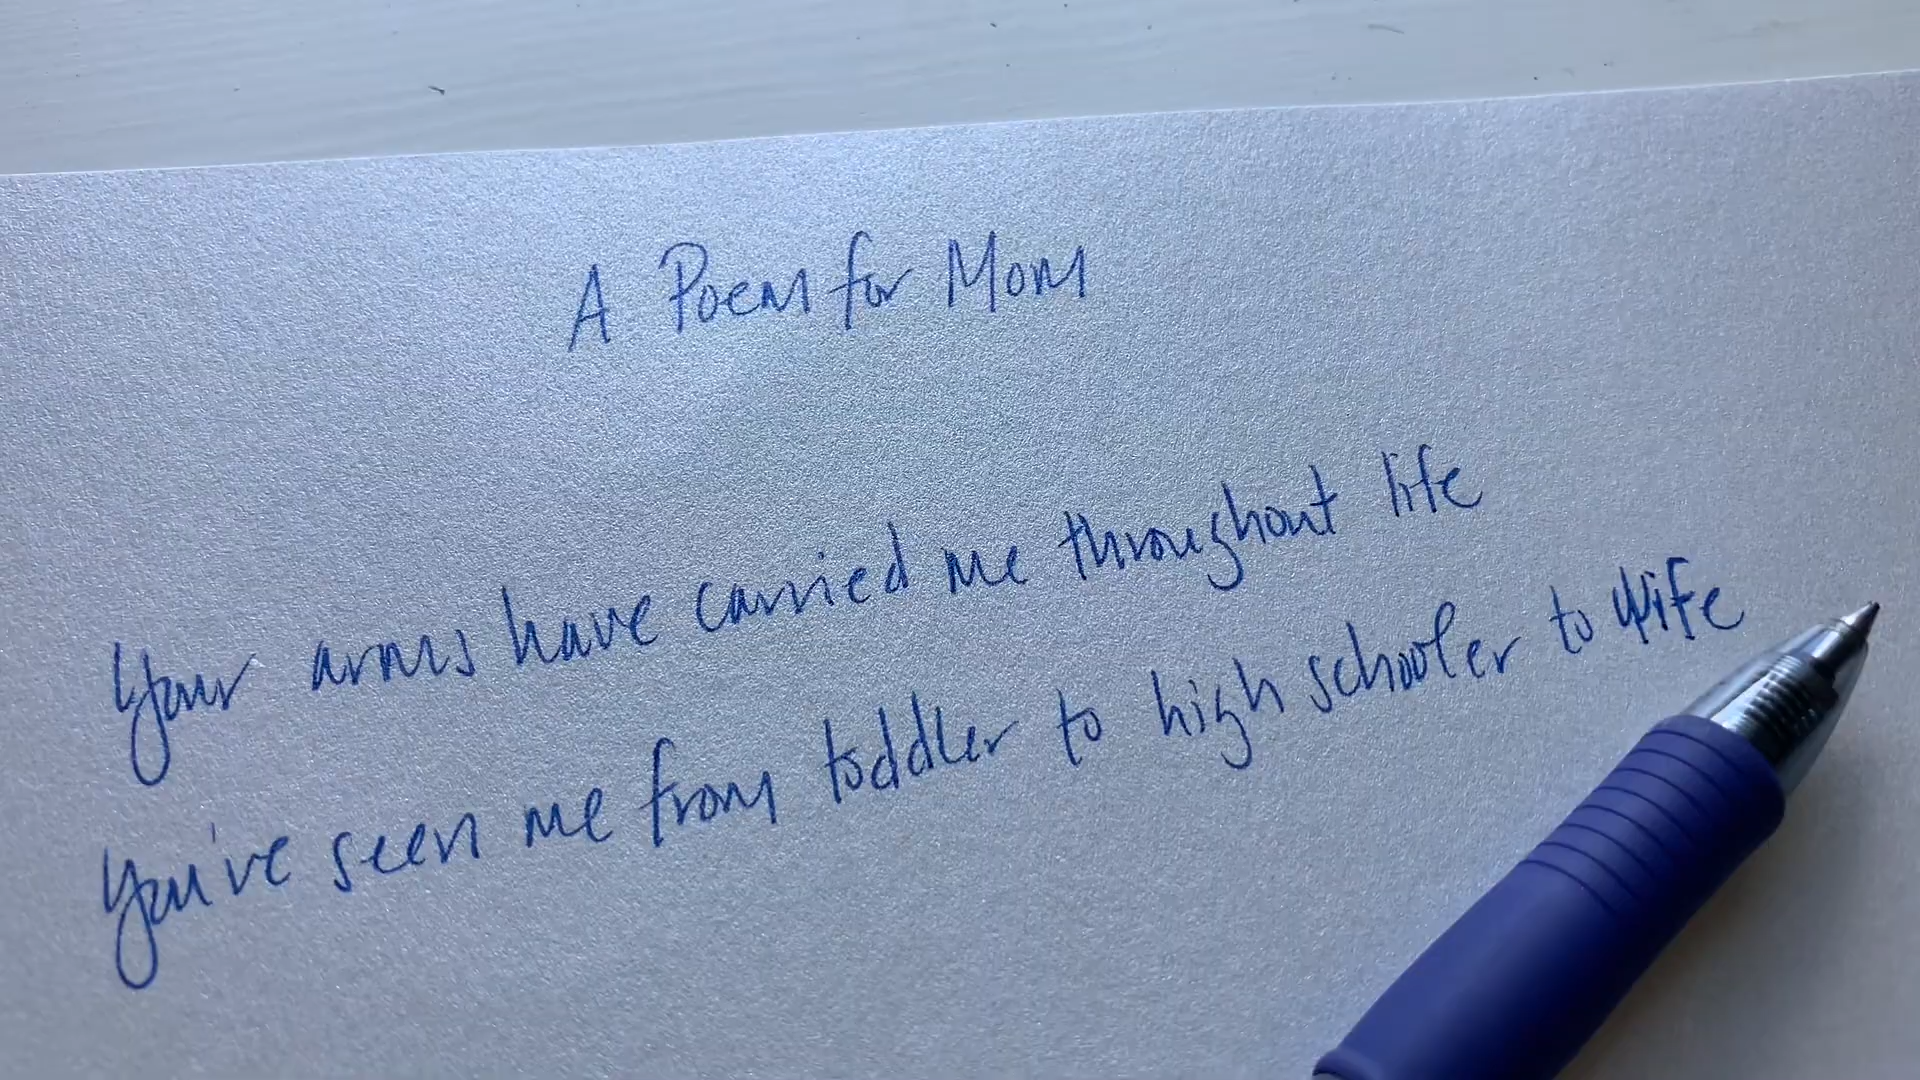 A Poem for Mom
Your arms have carried me throughout life
You've seen me from toddler to high schooler to wife